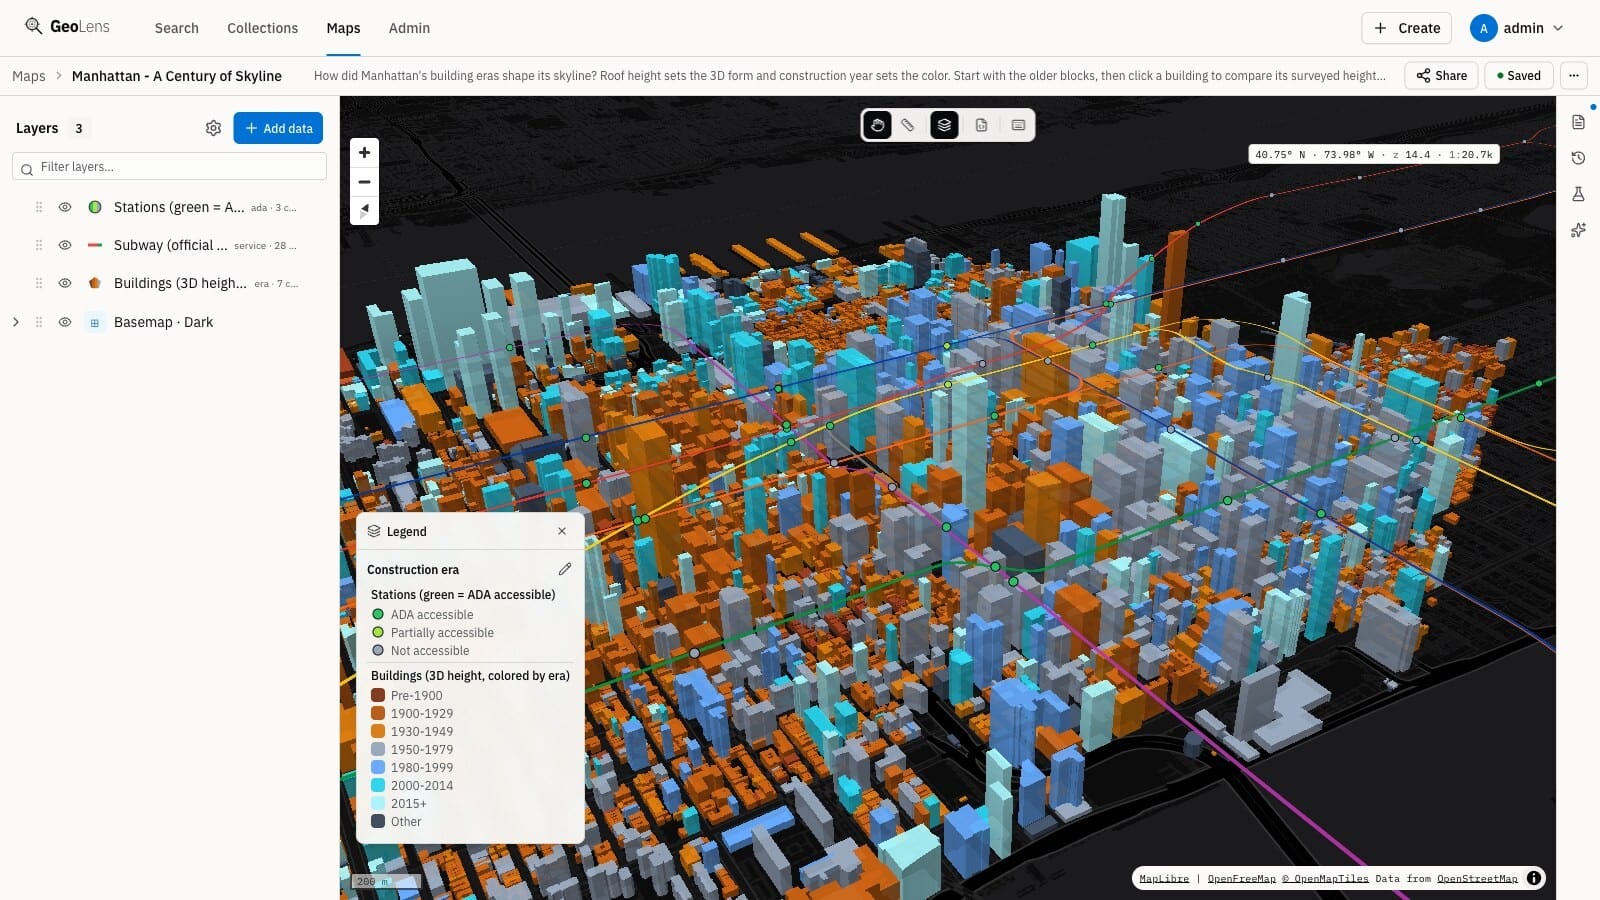 GeoLens
Search
Collections
Maps
Admin
Create
A
admin
Maps
Manhattan - A Century of Skyline
How did Manhattan's building eras shape its skyline? Roof height sets the 3D form and construction year sets the color. Start with the older blocks, then click a building to compare its surveyed height...
Share
Saved
Layers 3
Add data
Filter layers...
Stations (green = A... ada · 3 c...
Subway (official ... service · 28 ...
Buildings (3D heigh... era · 7 c...
Basemap · Dark
40.75° N · 73.98° W · z 14.4 · 1:20.7k
Legend
Construction era
Stations (green = ADA accessible)
ADA accessible
Partially accessible
Not accessible
Buildings (3D height, colored by era)
Pre-1900
1900-1929
1930-1949
1950-1979
1980-1999
2000-2014
2015+
Other
200 m
MapLibre | OpenFreeMap © OpenMapTiles Data from OpenStreetMap